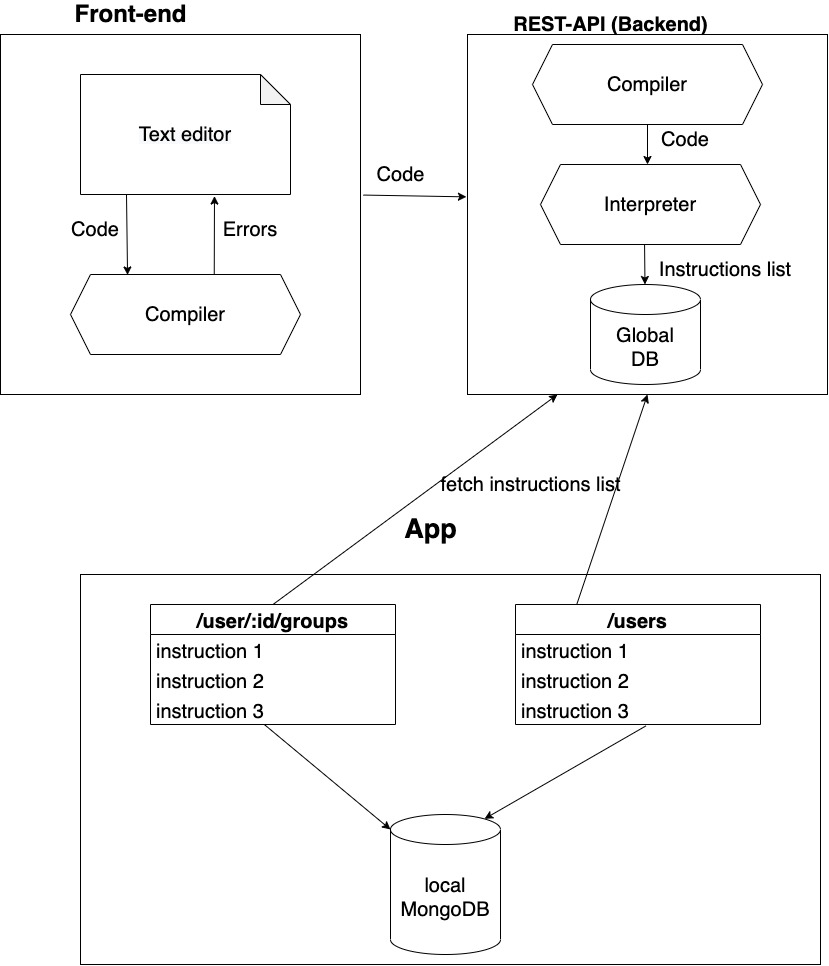 Front-end
Text editor
Code
Errors
Compiler
Code
REST-API (Backend)
Compiler
Code
Interpreter
Instructions list
Global
DB
fetch instructions list
App
/user/:id/groups
instruction 1
instruction 2
instruction 3
/users
instruction 1
instruction 2
instruction 3
local
MongoDB